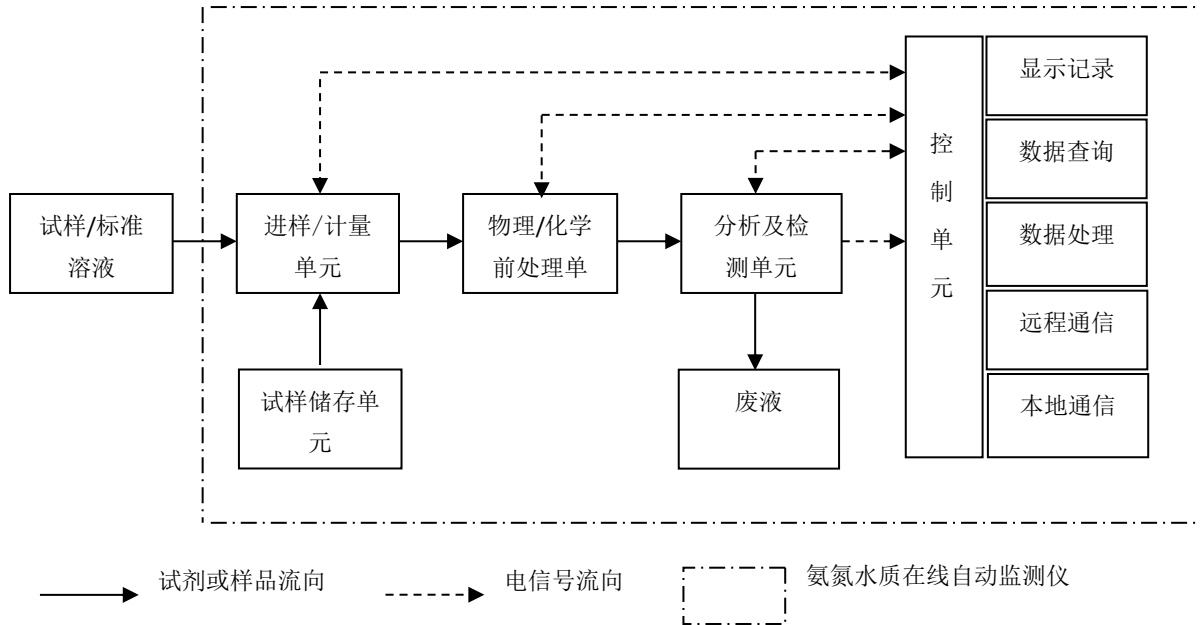 显示记录
控
制
单
元
数据查询
试样/标准
溶液
进样/计量
单元
物理/化学
前处理单
分析及检
测单元
数据处理
远程通信
试样储存单
元
废液
本地通信
试剂或样品流向
电信号流向
氨氮水质在线自动监测仪